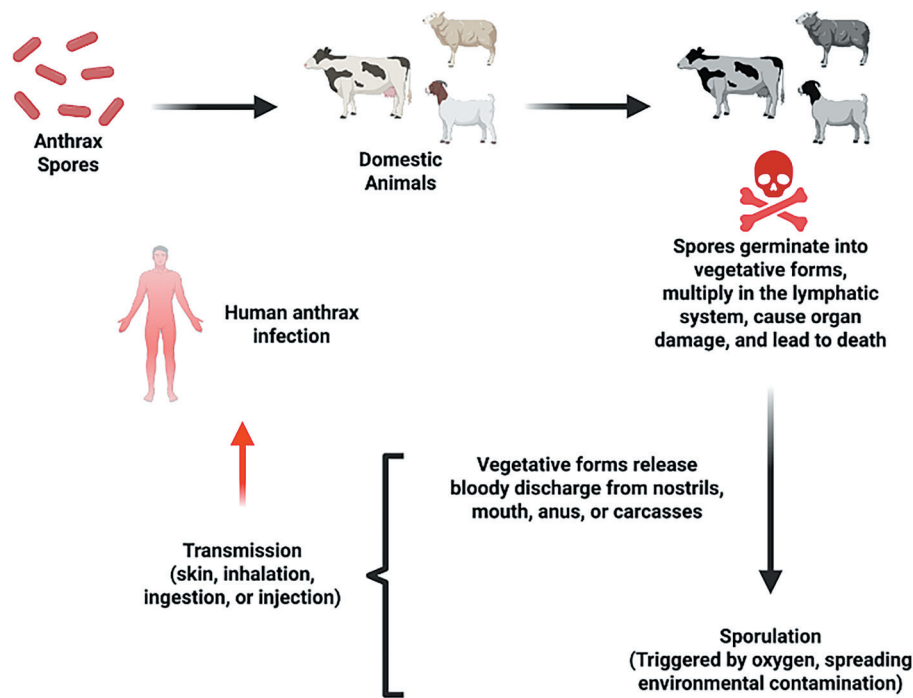 Anthrax
Spores
Domestic
Animals
Spores germinate into
vegetative forms,
multiply in the lymphatic
system, cause organ
damage, and lead to death
Human anthrax
infection
Vegetative forms release
bloody discharge from nostrils,
mouth, anus, or carcasses
Transmission
(skin, inhalation,
ingestion, or injection)
Sporulation
(Triggered by oxygen, spreading
environmental contamination)